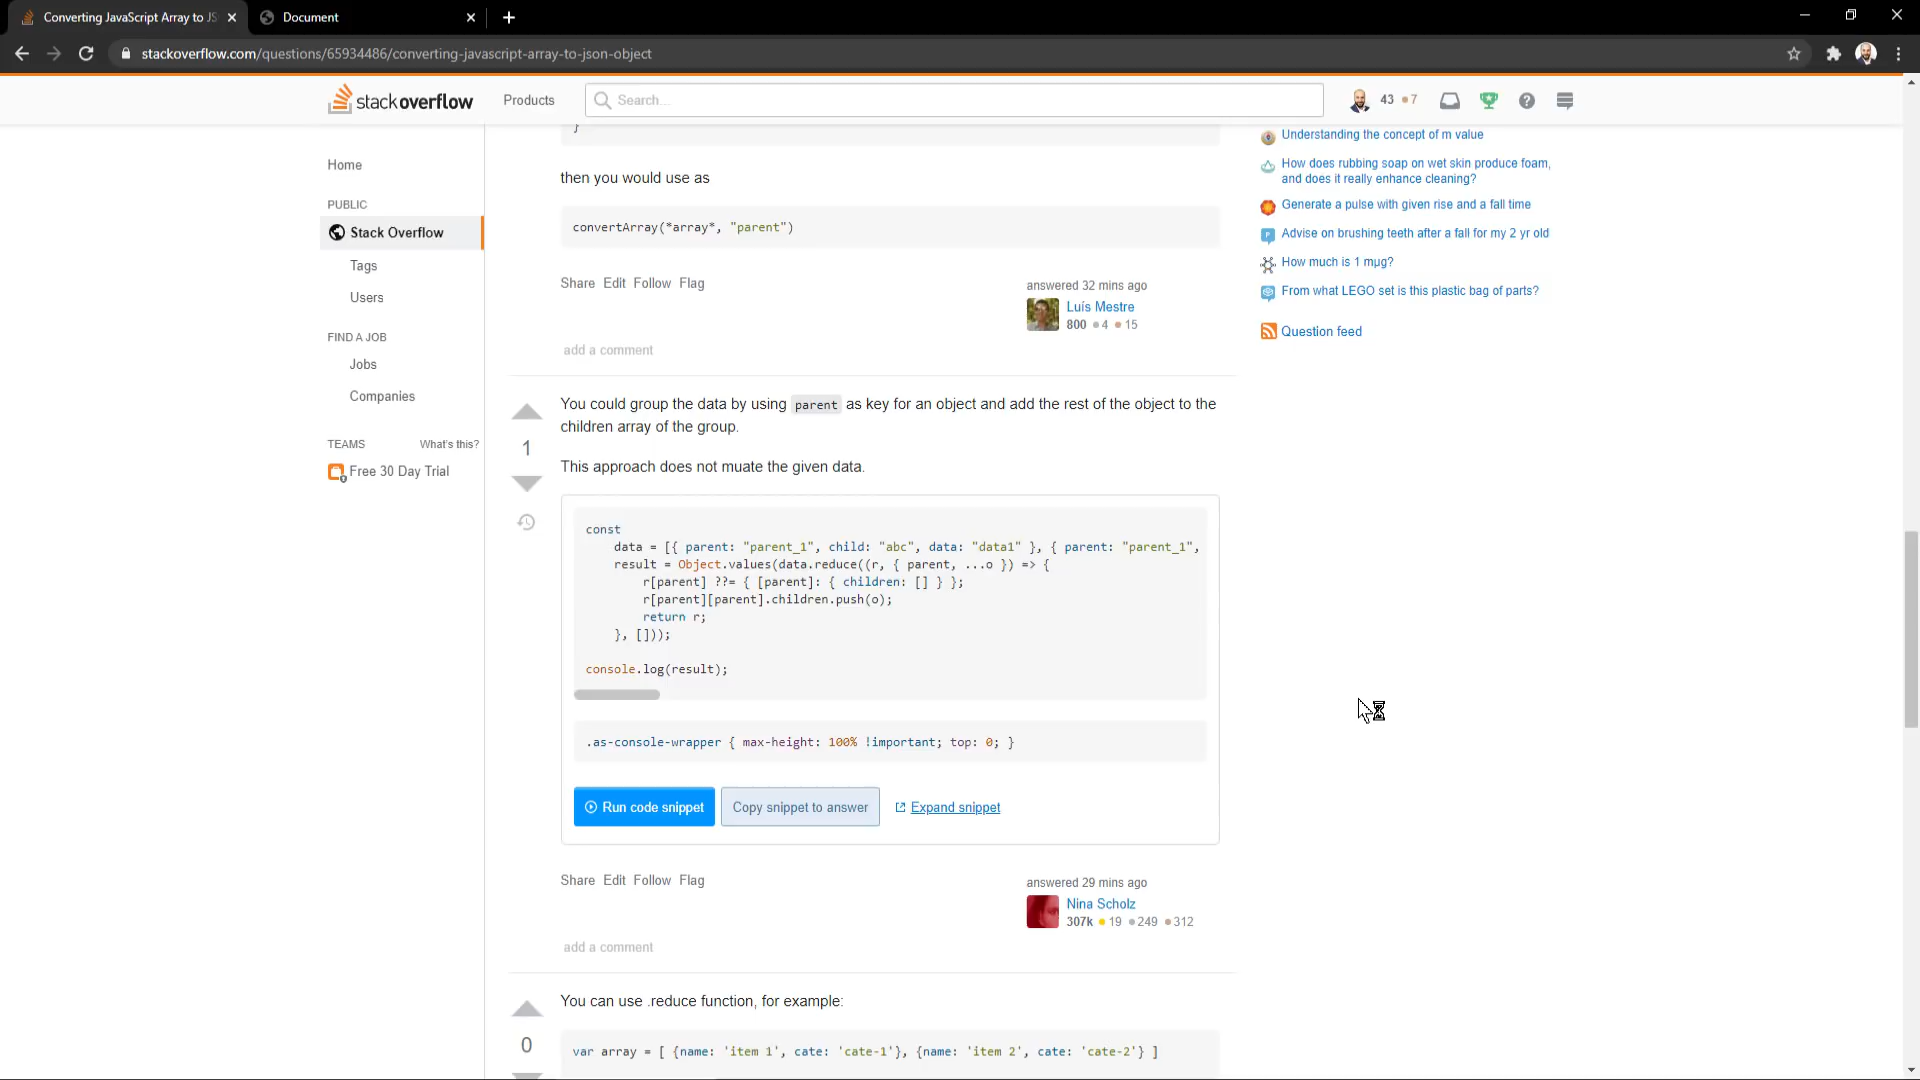 Converting JavaScript Array to JS
Document
stackoverflow.com/questions/65934486/converting-javascript-array-to-json-object
stackoverflow
Products
Search...
43
7
Home
PUBLIC
Stack Overflow
Tags
Users
FIND A JOB
Jobs
Companies
TEAMS
What's this?
Free 30 Day Trial
}
then you would use as
convertArray(*array*, "parent")
Share Edit Follow Flag
answered 32 mins ago
Luís Mestre
800 4 15
add a comment
1
You could group the data by using parent as key for an object and add the rest of the object to the
children array of the group.
This approach does not muate the given data.
const
data = [{ parent: "parent_1", child: "abc", data: "data1" }, { parent: "parent_1",
result = Object.values(data.reduce((r, { parent, ...o }) => {
r[parent] ??= { [parent]: { children: [] } };
r[parent][parent].children.push(o);
return r;
}, []));
console.log(result);
.as-console-wrapper { max-height: 100% !important; top: 0; }
Run code snippet
Copy snippet to answer
Expand snippet
Share Edit Follow Flag
answered 29 mins ago
Nina Scholz
307k 19 249 312
add a comment
0
You can use .reduce function, for example:
var array = [ {name: 'item 1', cate: 'cate-1'}, {name: 'item 2', cate: 'cate-2'} ]
Understanding the concept of m value
How does rubbing soap on wet skin produce foam,
and does it really enhance cleaning?
Generate a pulse with given rise and a fall time
Advise on brushing teeth after a fall for my 2 yr old
How much is 1 mμg?
From what LEGO set is this plastic bag of parts?
Question feed